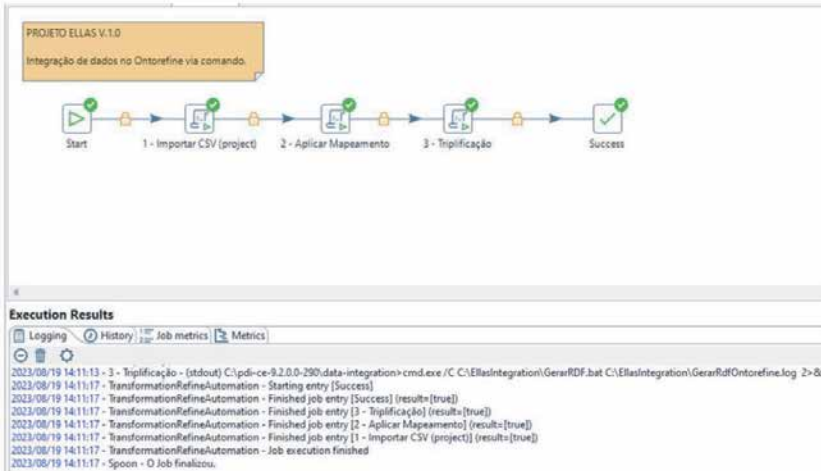 PROJETO ELLAS V.1.0
Integração de dados no Ontorefine via comando.
Start
1 - Importar CSV (project)
2 - Aplicar Mapeamento
3 - Triplificação
Success
Execution Results
Logging
History
Job metrics
Metrics
2023/08/19 14:11:13 - 3 - Triplificação - (stdout) C:\pdi-ce-9.2.0.0-290\data-integration>cmd.exe /C C:\EllasIntegration\GerarRDF.bat C:\EllasIntegration\GerarRdfOntorefine.log 2>&
2023/08/19 14:11:17 - TransformationRefineAutomation - Starting entry [Success]
2023/08/19 14:11:17 - TransformationRefineAutomation - Finished job entry [Success] (result=[true])
2023/08/19 14:11:17 - TransformationRefineAutomation - Finished job entry [3 - Triplificação] (result=[true])
2023/08/19 14:11:17 - TransformationRefineAutomation - Finished job entry [2 - Aplicar Mapeamento] (result=[true])
2023/08/19 14:11:17 - TransformationRefineAutomation - Finished job entry [1 - Importar CSV (project)] (result=[true])
2023/08/19 14:11:17 - TransformationRefineAutomation - Job execution finished
2023/08/19 14:11:17 - Spoon - O Job finalizou.